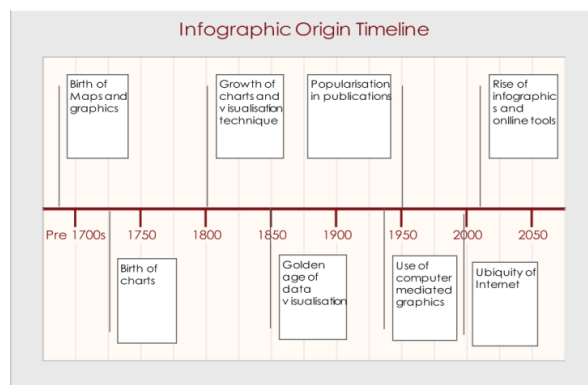 Infographic Origin Timeline
Birth of
Maps and
graphics
Growth of
charts and
visualisation
technique
Popularisation
in publications
Rise of
infographic
s and
onlline tools
Pre 1700s
1750
1800
1850
1900
1950
2000
2050
Birth of
charts
Golden
age of
data
visualisation
Use of
computer
mediated
graphics
Ubiquity of
Internet